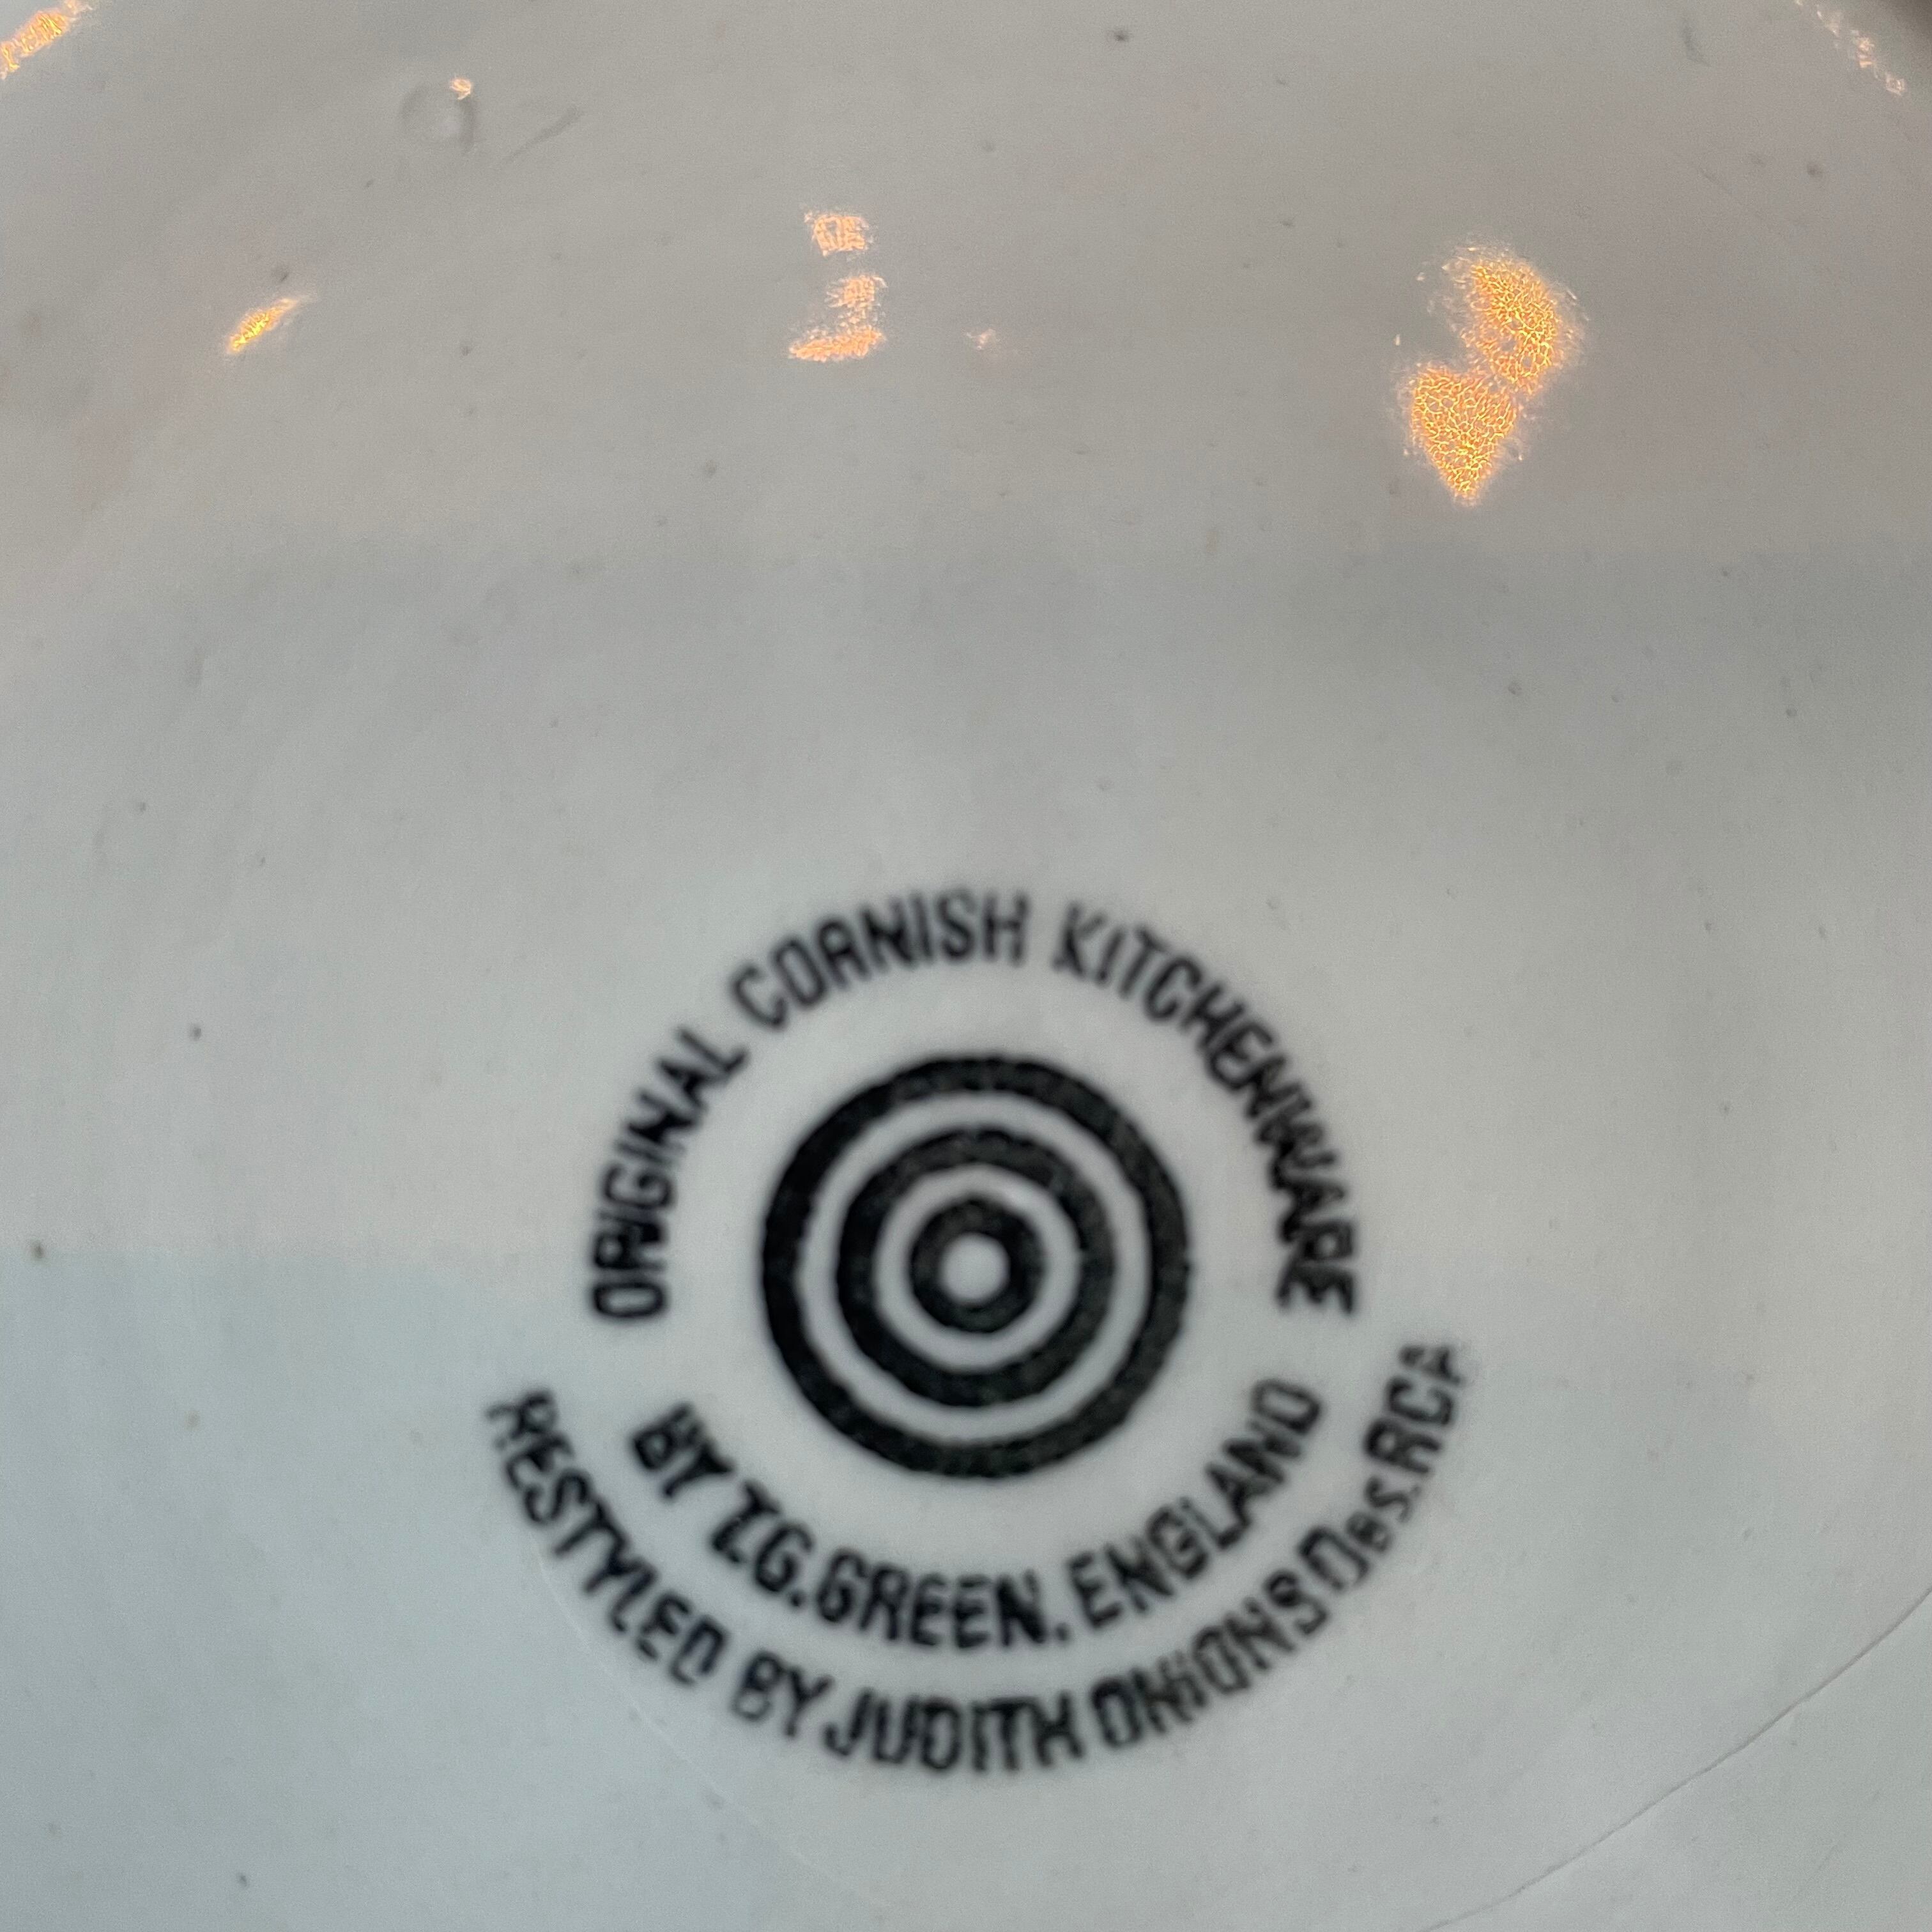 ORIGINAL CORNISH KITCHENWARE
BY T.G.GREEN. ENGLAND
RESTYLED BY JUDITH ONIONS Des.RCA